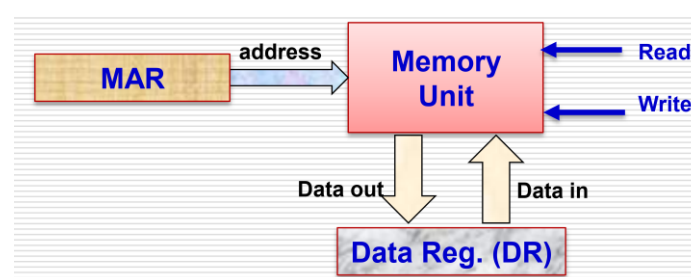 address
MAR
Memory
Unit
Read
Write
Data out
Data in
Data Reg. (DR)